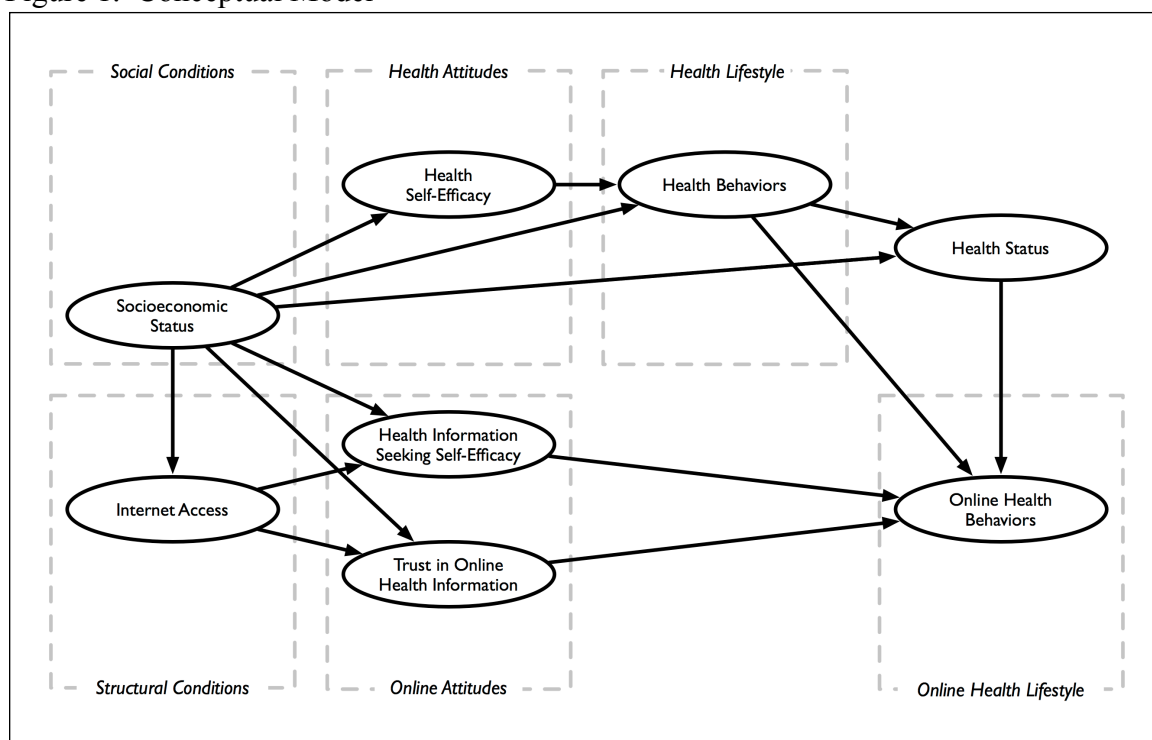 Figure 1. Conceptual Model
Social Conditions
Health Attitudes
Health Lifestyle
Health
Self-Efficacy
Health Behaviors
Health Status
Socioeconomic
Status
Health Information
Seeking Self-Efficacy
Internet Access
Online Health
Behaviors
Trust in Online
Health Information
Structural Conditions
Online Attitudes
Online Health Lifestyle